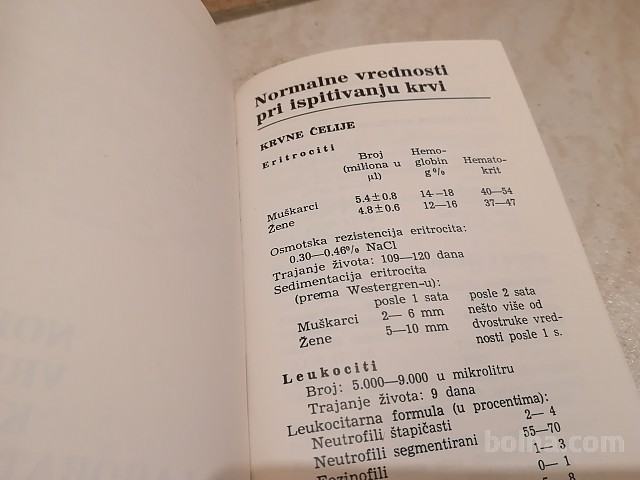 Normalne vrednosti
pri ispitivanju krvi
KRVNE ĆELIJE
Eritrociti
Broj
(miliona u
μl)
Hemo-
globin
g%
Hemato-
krit
Muškarci 5.4±0.8 14—18 40—54
Žene 4.8±0.6 12—16 37—47
Osmotska rezistencija eritrocita:
0.30—0.46% NaCl
Trajanje života: 109—120 dana
Sedimentacija eritrocita
(prema Westergren-u):
posle 1 sata posle 2 sata
Muškarci 2— 6 mm nešto više od
Žene 5—10 mm dvostruke vred-
nosti posle 1 s.
Leukociti
Broj: 5.000—9.000 u mikrolitru
Trajanje života: 9 dana
Leukocitarna formula (u procentima):
Neutrofili štapičasti 2— 4
Neutrofili segmentirani 55—70
Eozinofili 1— 3
0— 1
bolha.com